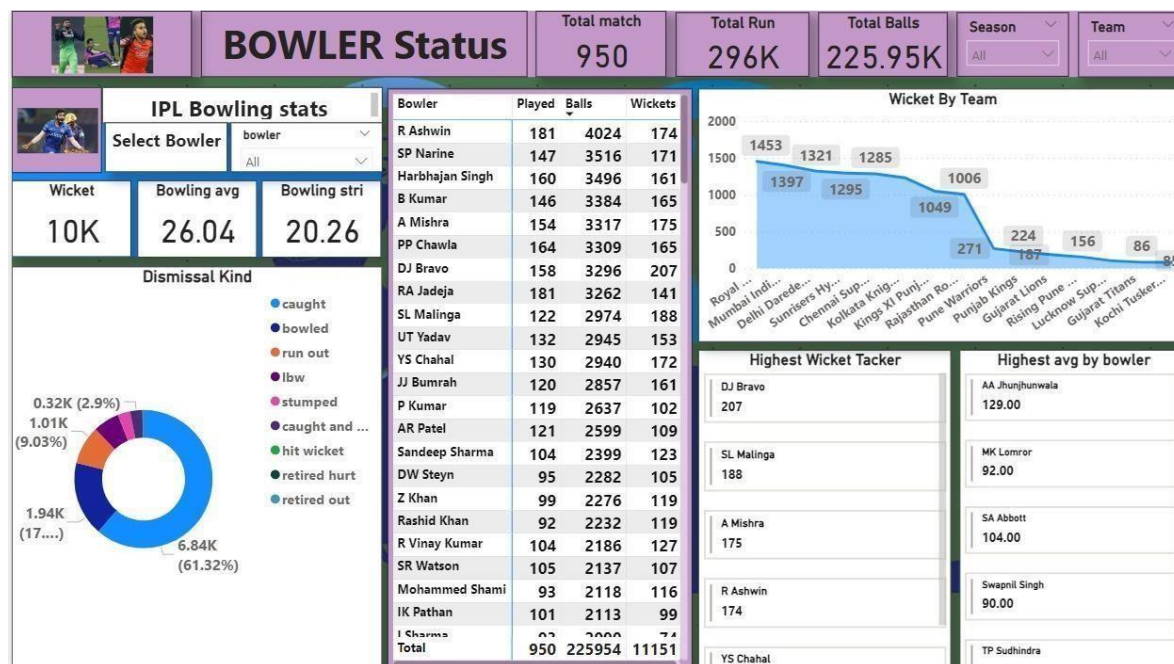 BOWLER Status
Total match
950
Total Run
296K
Total Balls
225.95K
Season
All
Team
All
IPL Bowling stats
Select Bowler
bowler
All
Wicket
10K
Bowling avg
26.04
Bowling stri
20.26
Dismissal Kind
caught
bowled
run out
lbw
stumped
caught and ...
hit wicket
retired hurt
retired out
0.32K (2.9%)
1.01K
(9.03%)
1.94K
(17....)
6.84K
(61.32%)
Bowler Played Balls Wickets
R Ashwin 181 4024 174
SP Narine 147 3516 171
Harbhajan Singh 160 3496 161
B Kumar 146 3384 165
A Mishra 154 3317 175
PP Chawla 164 3309 165
DJ Bravo 158 3296 207
RA Jadeja 181 3262 141
SL Malinga 122 2974 188
UT Yadav 132 2945 153
YS Chahal 130 2940 172
JJ Bumrah 120 2857 161
P Kumar 119 2637 102
AR Patel 121 2599 109
Sandeep Sharma 104 2399 123
DW Steyn 95 2282 105
Z Khan 99 2276 119
Rashid Khan 92 2232 119
R Vinay Kumar 104 2186 127
SR Watson 105 2137 107
Mohammed Shami 93 2118 116
IK Pathan 101 2113 99
Total 950 225954 11151
Wicket By Team
2000
1500
1000
500
0
1453
1397
1321
1295
1285
1049
1006
271
224
187
156
86
Royal ...
Mumbai Indi...
Delhi Darede...
Sunrisers Hy...
Chennai Sup...
Kolkata Knig...
Kings XI Punj...
Rajasthan Ro...
Pune Warriors
Punjab Kings
Gujarat Lions
Rising Pune ...
Lucknow Sup...
Gujarat Titans
Kochi Tusker...
Highest Wicket Tacker
DJ Bravo
207
SL Malinga
188
A Mishra
175
R Ashwin
174
YS Chahal
Highest avg by bowler
AA Jhunjhunwala
129.00
MK Lomror
92.00
SA Abbott
104.00
Swapnil Singh
90.00
TP Sudhindra